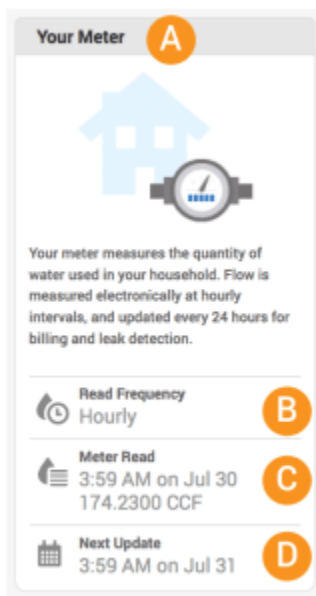 Your Meter A
Your meter measures the quantity of
water used in your household. Flow is
measured electronically at hourly
intervals, and updated every 24 hours for
billing and leak detection.
Read Frequency
Hourly
B
Meter Read
3:59 AM on Jul 30
174.2300 CCF
C
Next Update
3:59 AM on Jul 31
D